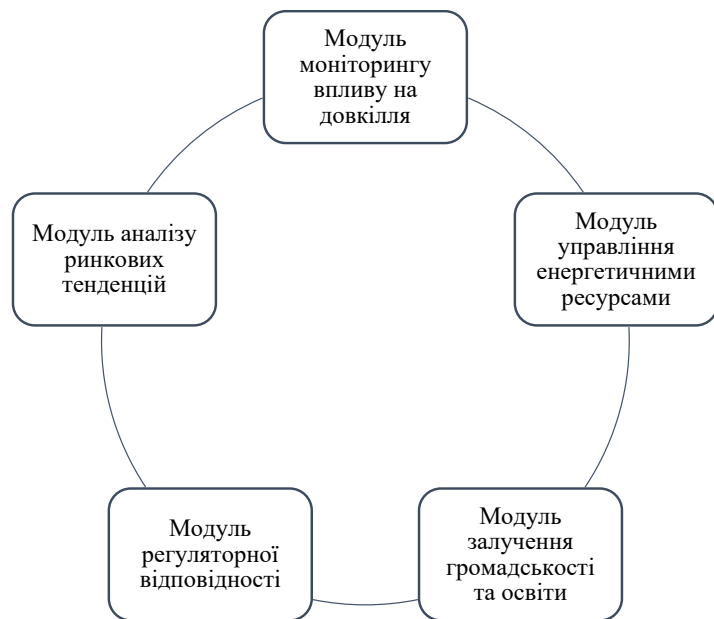 Модуль
моніторингу
впливу на
довкілля
Модуль
управління
енергетичними
ресурсами
Модуль
залучення
громадськості
та освіти
Модуль
регуляторної
відповідності
Модуль аналізу
ринкових
тенденцій